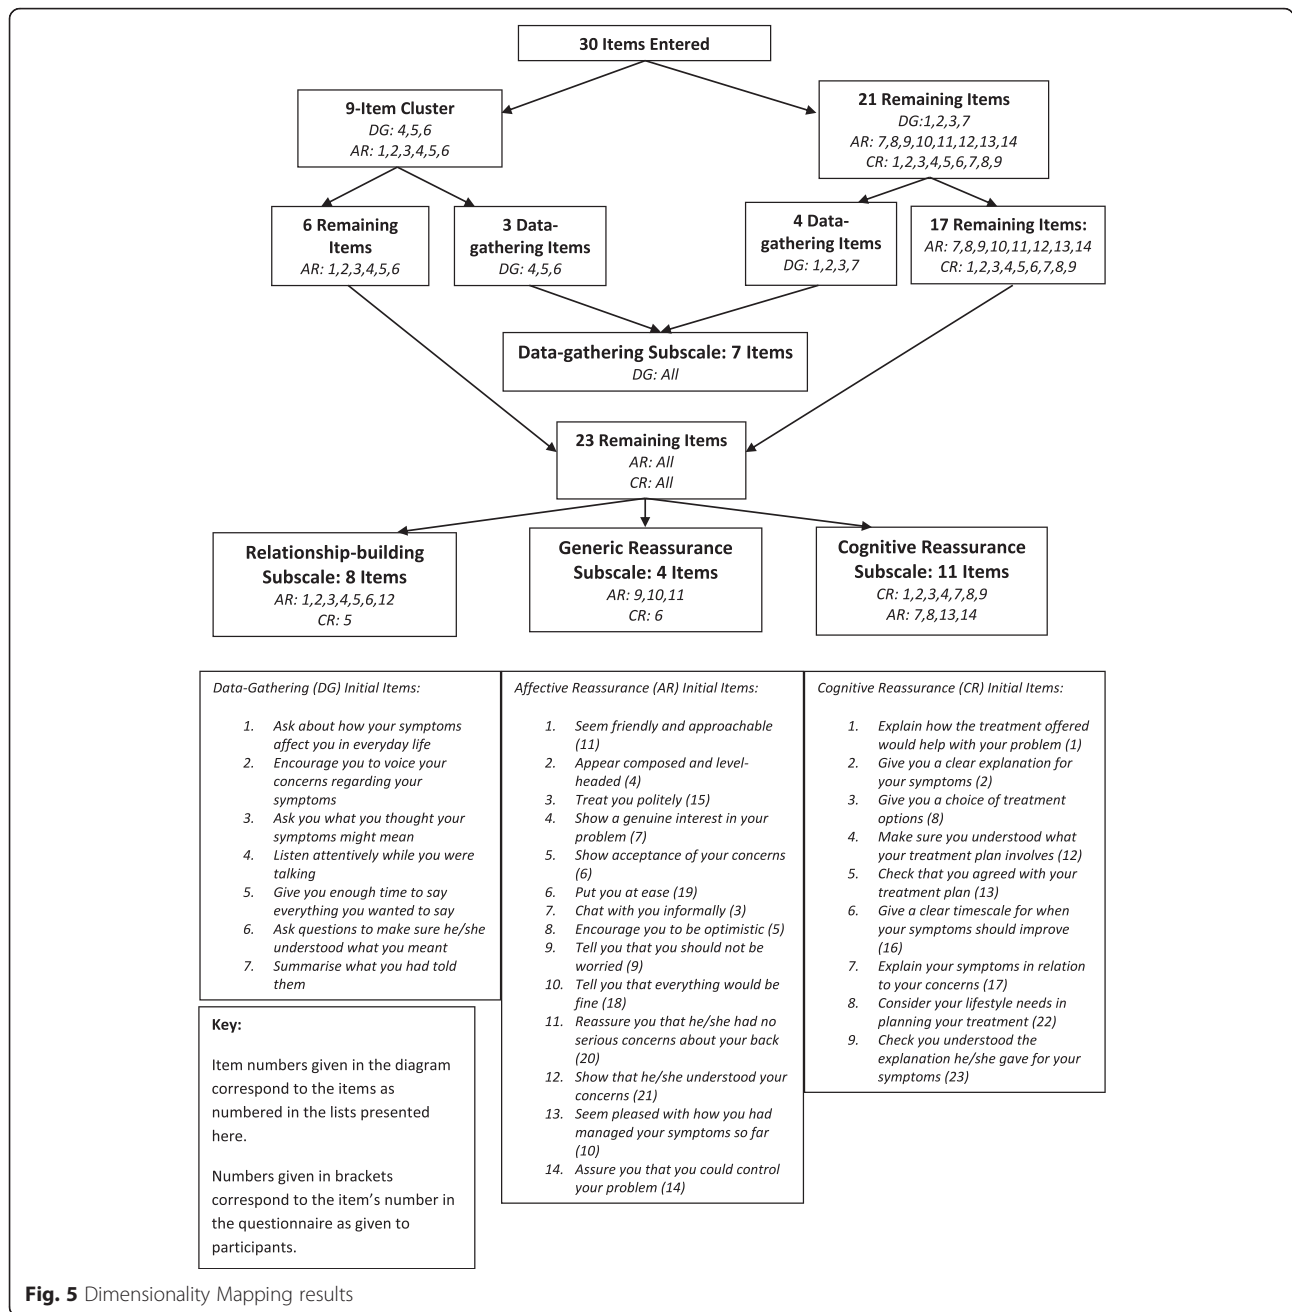 30 Items Entered
9-Item Cluster
DG: 4,5,6
AR: 1,2,3,4,5,6
21 Remaining Items
DG:1,2,3,7
AR: 7,8,9,10,11,12,13,14
CR: 1,2,3,4,5,6,7,8,9
6 Remaining
Items
AR: 1,2,3,4,5,6
3 Data-
gathering Items
DG: 4,5,6
4 Data-
gathering Items
DG: 1,2,3,7
17 Remaining Items:
AR: 7,8,9,10,11,12,13,14
CR: 1,2,3,4,5,6,7,8,9
Data-gathering Subscale: 7 Items
DG: All
23 Remaining Items
AR: All
CR: All
Relationship-building
Subscale: 8 Items
AR: 1,2,3,4,5,6,12
CR: 5
Generic Reassurance
Subscale: 4 Items
AR: 9,10,11
CR: 6
Cognitive Reassurance
Subscale: 11 Items
CR: 1,2,3,4,7,8,9
AR: 7,8,13,14
Data-Gathering (DG) Initial Items:
1. Ask about how your symptoms
affect you in everyday life
2. Encourage you to voice your
concerns regarding your
symptoms
3. Ask you what you thought your
symptoms might mean
4. Listen attentively while you were
talking
5. Give you enough time to say
everything you wanted to say
6. Ask questions to make sure he/she
understood what you meant
7. Summarise what you had told
them
Affective Reassurance (AR) Initial Items:
1. Seem friendly and approachable
(11)
2. Appear composed and level-
headed (4)
3. Treat you politely (15)
4. Show a genuine interest in your
problem (7)
5. Show acceptance of your concerns
(6)
6. Put you at ease (19)
7. Chat with you informally (3)
8. Encourage you to be optimistic (5)
9. Tell you that you should not be
worried (9)
10. Tell you that everything would be
fine (18)
11. Reassure you that he/she had no
serious concerns about your back
(20)
12. Show that he/she understood your
concerns (21)
13. Seem pleased with how you had
managed your symptoms so far
(10)
14. Assure you that you could control
your problem (14)
Cognitive Reassurance (CR) Initial Items:
1. Explain how the treatment offered
would help with your problem (1)
2. Give you a clear explanation for
your symptoms (2)
3. Give you a choice of treatment
options (8)
4. Make sure you understood what
your treatment plan involves (12)
5. Check that you agreed with your
treatment plan (13)
6. Give a clear timescale for when
your symptoms should improve
(16)
7. Explain your symptoms in relation
to your concerns (17)
8. Consider your lifestyle needs in
planning your treatment (22)
9. Check you understood the
explanation he/she gave for your
symptoms (23)
Key:
Item numbers given in the diagram
correspond to the items as
numbered in the lists presented
here.
Numbers given in brackets
correspond to the item’s number in
the questionnaire as given to
participants.
Fig. 5 Dimensionality Mapping results